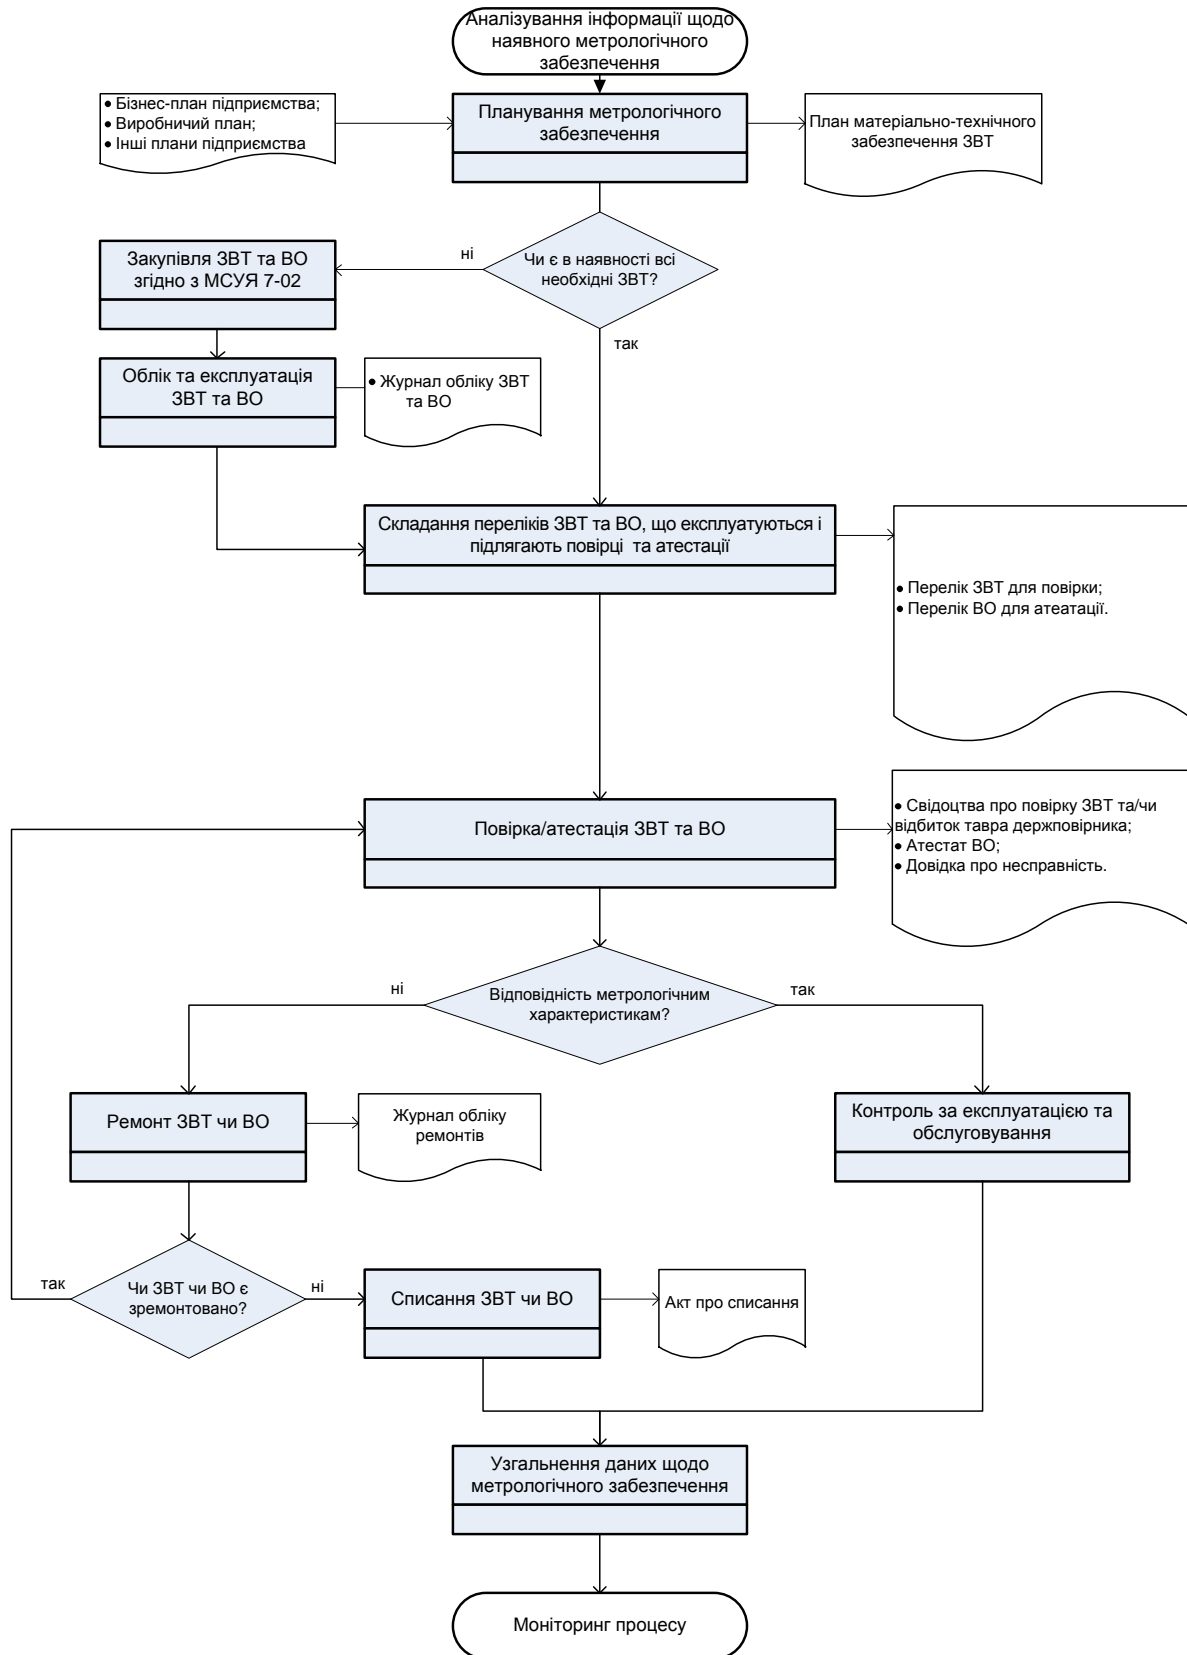 Аналізування інформації щодо
наявного метрологічного
забезпечення
• Бізнес-план підприємства;
• Виробничий план;
• Інші плани підприємства
Планування метрологічного
забезпечення
План матеріально-технічного
забезпечення ЗВТ
ні
Чи є в наявності всі
необхідні ЗВТ?
так
Закупівля ЗВТ та ВО
згідно з МСУЯ 7-02
Облік та експлуатація
ЗВТ та ВО
• Журнал обліку ЗВТ
та ВО
Складання переліків ЗВТ та ВО, що експлуатуються і
підлягають повірці та атестації
• Перелік ЗВТ для повірки;
• Перелік ВО для атеатації.
Повірка/атестація ЗВТ та ВО
• Свідоцтва про повірку ЗВТ та/чи
відбиток тавра держповірника;
• Атестат ВО;
• Довідка про несправність.
ні
Відповідність метрологічним
характеристикам?
так
Ремонт ЗВТ чи ВО
Журнал обліку
ремонтів
Контроль за експлуатацією та
обслуговування
так
Чи ЗВТ чи ВО є
зремонтовано?
ні
Списання ЗВТ чи ВО
Акт про списання
Узгальнення даних щодо
метрологічного забезпечення
Моніторинг процесу